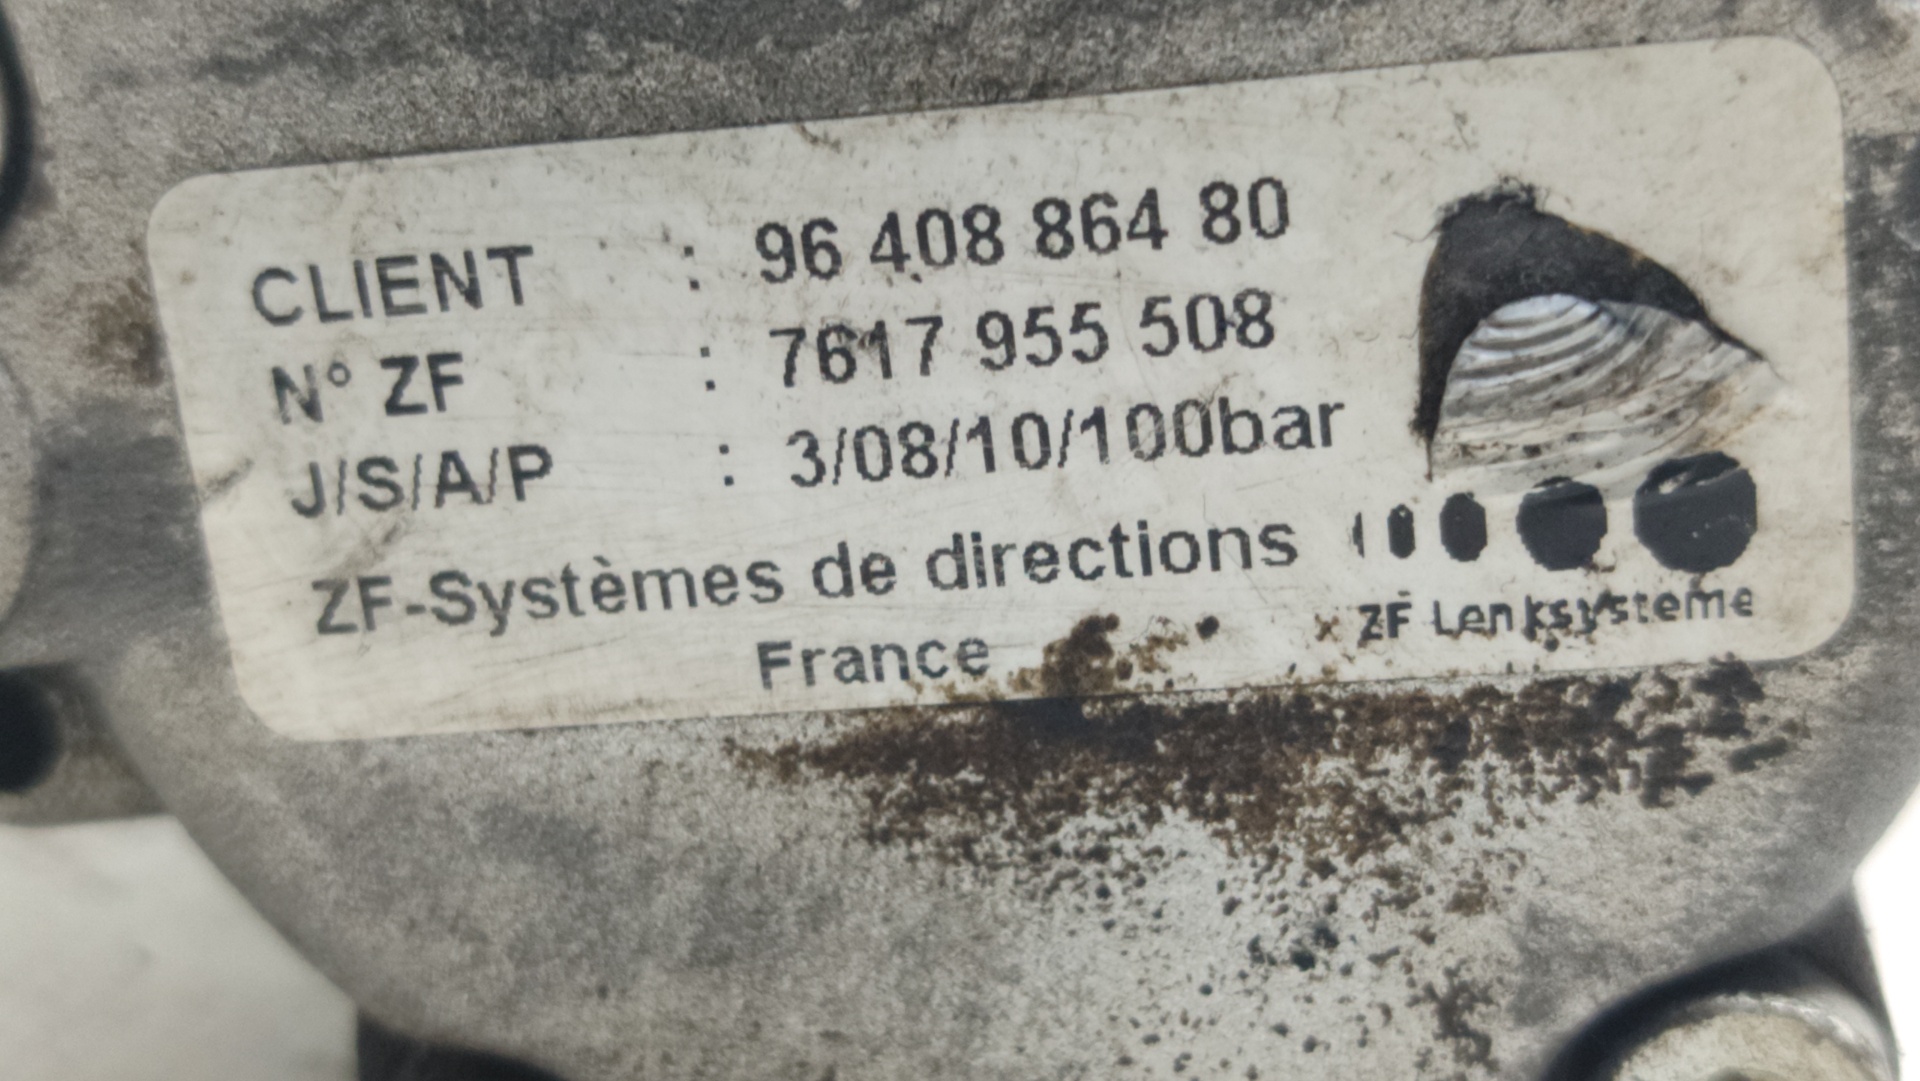 CLIENT : 96 408 864 80
N° ZF : 7617 955 508
J/S/A/P : 3/08/10/100bar
ZF-Systèmes de directions
France
ZF Lenksysteme